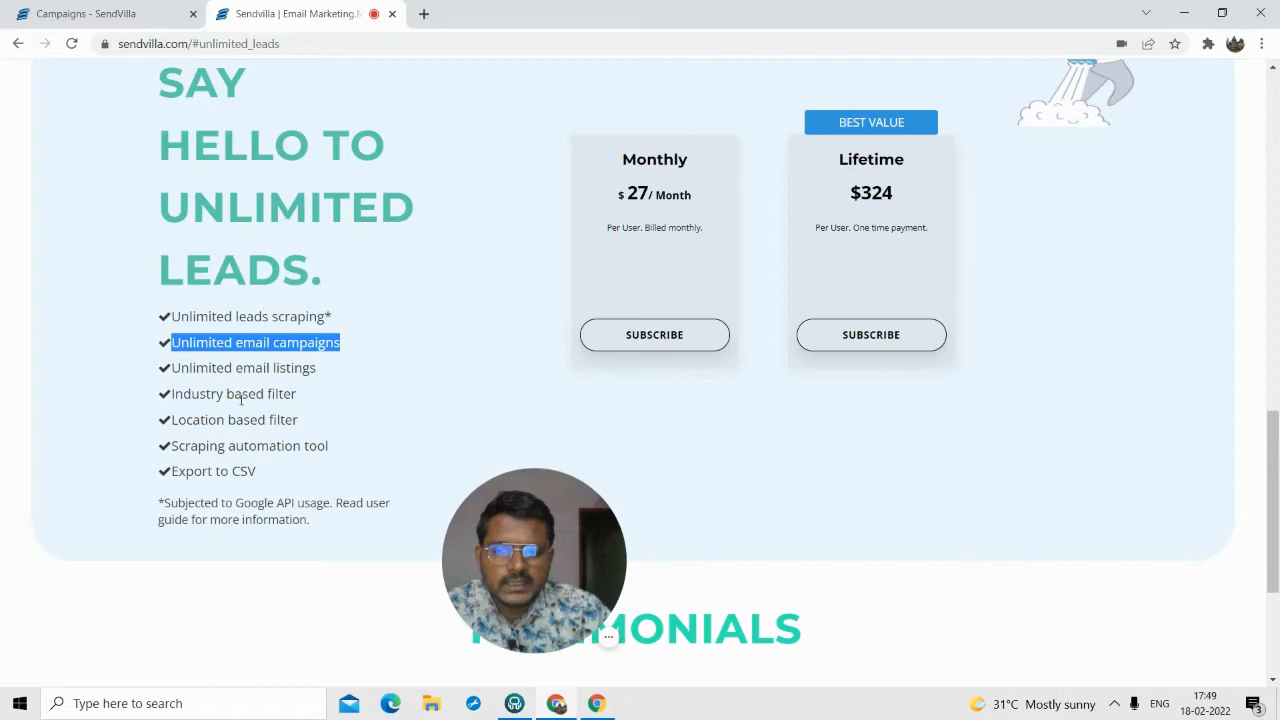 Campaigns - SendVilla
Sendvilla | Email Marketing.M
sendvilla.com/#unlimited_leads
SAY
HELLO TO
UNLIMITED
LEADS.
Unlimited leads scraping*
Unlimited email campaigns
Unlimited email listings
Industry based filter
Location based filter
Scraping automation tool
Export to CSV
*Subjected to Google API usage. Read user
guide for more information.
Monthly
$ 27/ Month
Per User. Billed monthly.
SUBSCRIBE
BEST VALUE
Lifetime
$324
Per User. One time payment.
SUBSCRIBE
Type here to search
31°C Mostly sunny
ENG
17:49
18-02-2022
3